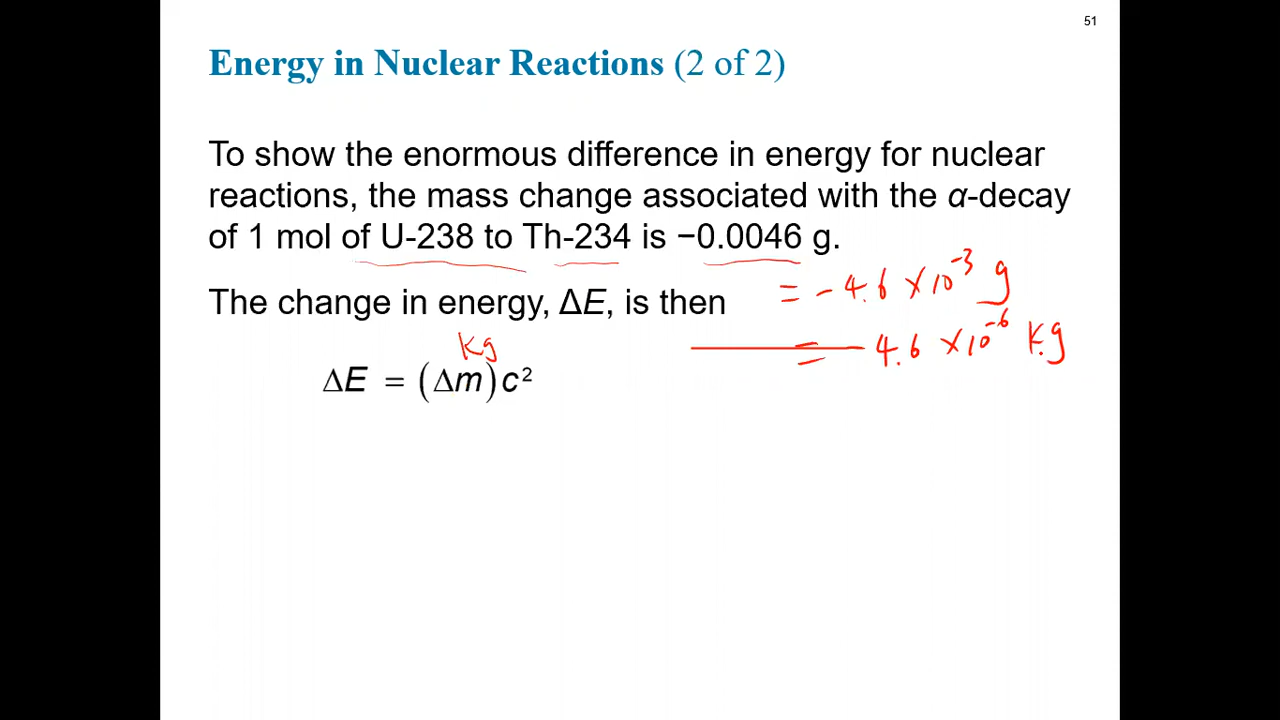 51
Energy in Nuclear Reactions (2 of 2)
To show the enormous difference in energy for nuclear
reactions, the mass change associated with the α-decay
of 1 mol of U-238 to Th-234 is −0.0046 g.
= - 4.6 × 10⁻³ g
The change in energy, ΔE, is then
= - 4.6 × 10⁻⁶ kg
kg
ΔE = (Δm)c²